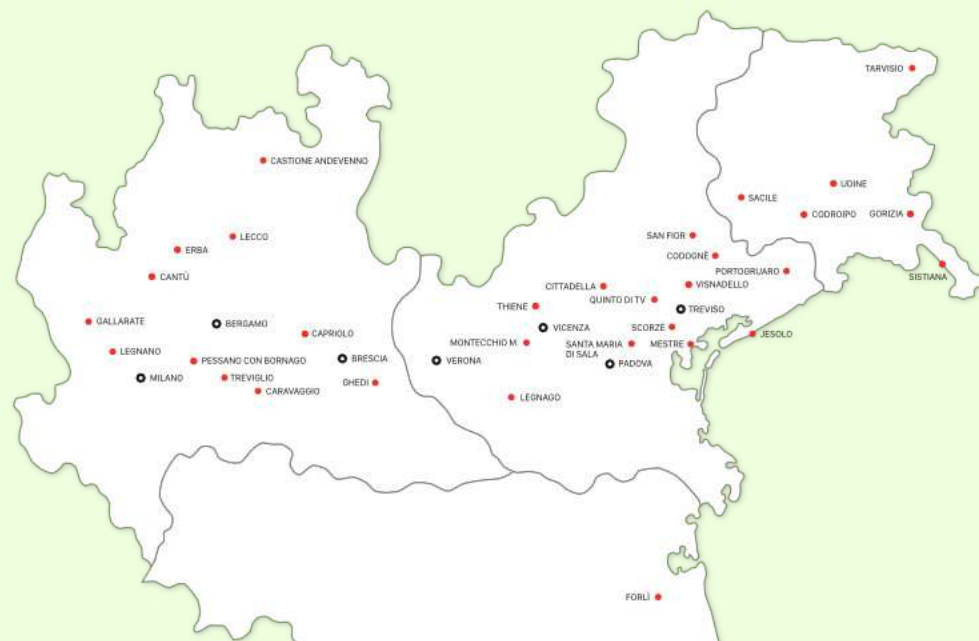 TARVISIO
CASTIONE ANDEVENNO
UDINE
SACILE
CODROIPO
GORIZIA
LECCO
SAN FIOR
ERBA
CODOGNÈ
PORTOGRUARO
SISTIANA
CANTÙ
CITTADELLA
VISNADELLO
QUINTO DI TV
THIENE
TREVISO
GALLARATE
BERGAMO
CAPRIOLO
VICENZA
SCORZÈ
JESOLO
MONTECCHIO M.
SANTA MARIA
DI SALA
MESTRE
LEGNANO
PESSANO CON BORNAGO
BRESCIA
VERONA
PADOVA
MILANO
TREVIGLIO
GHEDI
CARAVAGGIO
LEGNAGO
FORLÌ